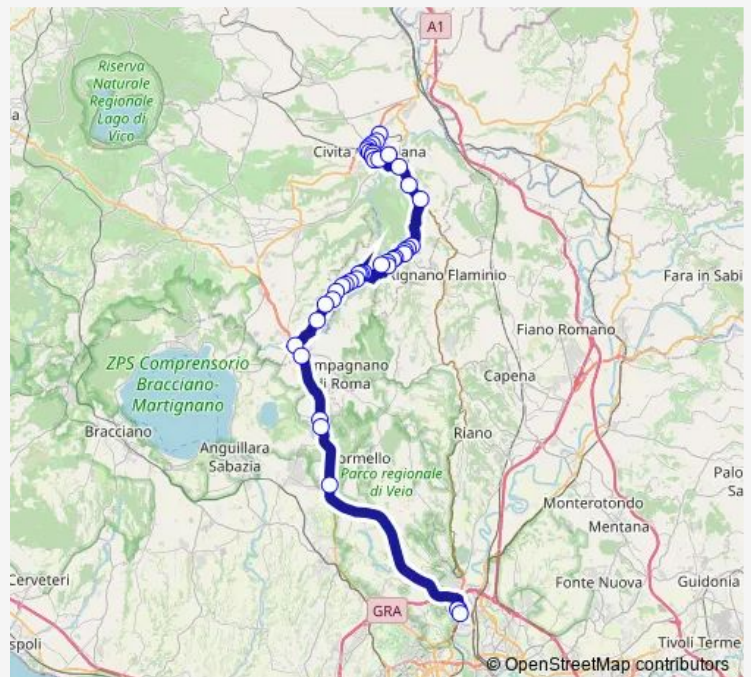 A1
Riserva
Naturale
Regionale
Lago di
Vico
a
Civita
ana
ignano Flaminio
Fara in Sabi
Fiano Romano
ZPS Comprensorio
Bracciano-
Martignano
mpagnano
di Roma
Capena
Bracciano
Anguillara
Sabazia
Riano
ormello
Parco regionale
di Veio
Palo
Sa
Monterotondo
Mentana
Cerveteri
Fonte Nuova
Guidonia
GRA
spoli
Tivoli Terme
© OpenStreetMap contributors